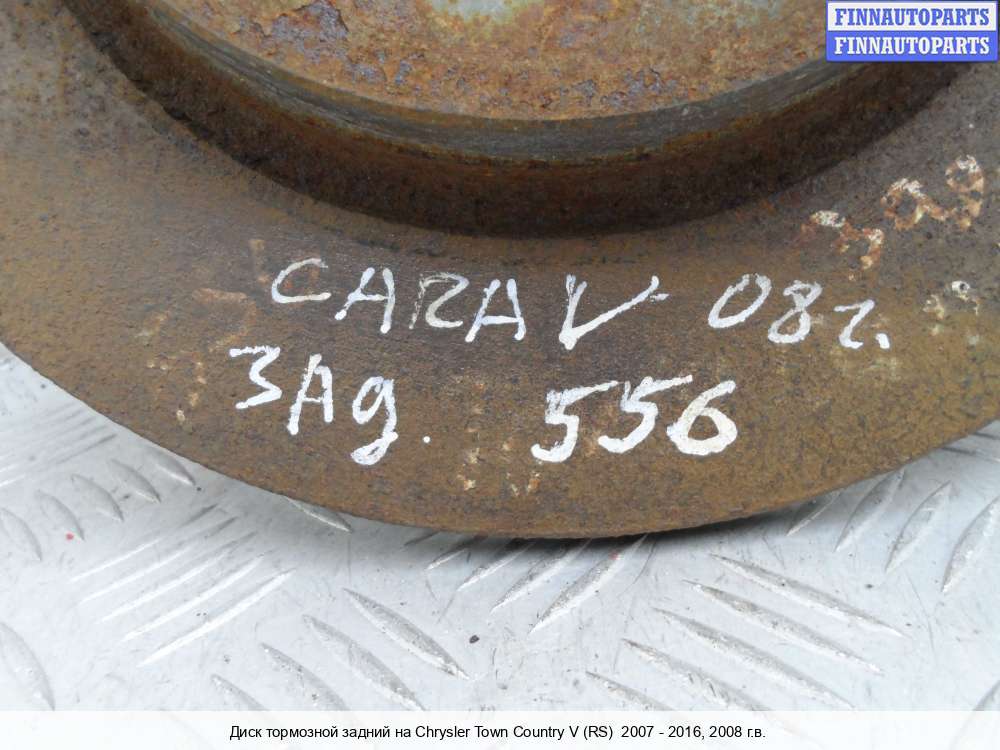 FINNAUTOPARTS
FINNAUTOPARTS
CARAV 08г.
ЗАд. 556
Диск тормозной задний на Chrysler Town Country V (RS) 2007 - 2016, 2008 г.в.